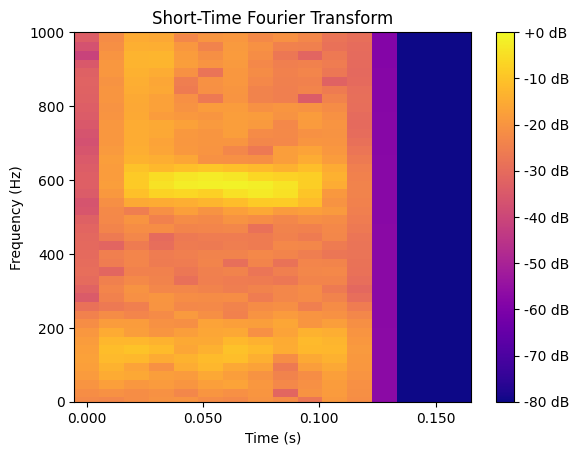 Short-Time Fourier Transform
1000
800
600
400
200
0
Frequency (Hz)
0.000
0.050
0.100
0.150
Time (s)
+0 dB
-10 dB
-20 dB
-30 dB
-40 dB
-50 dB
-60 dB
-70 dB
-80 dB